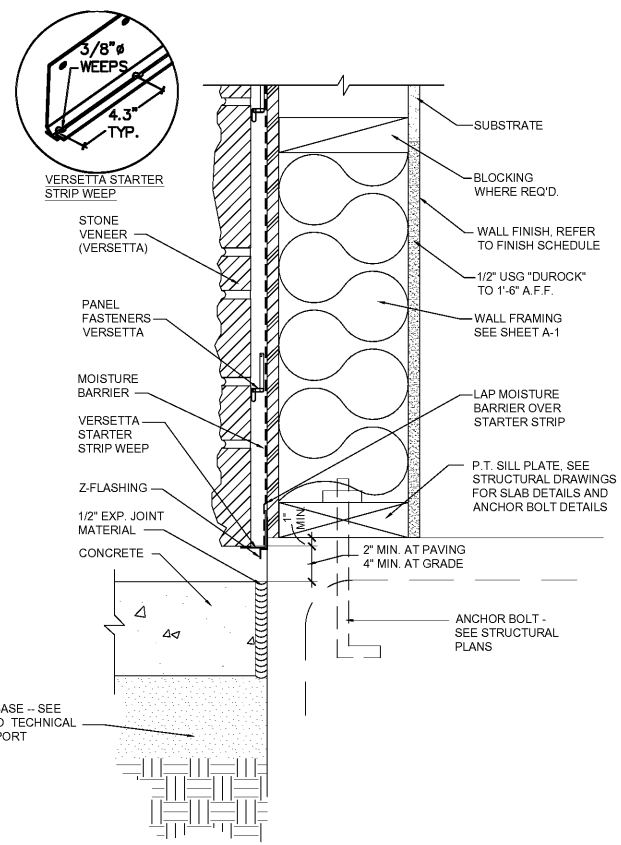 3/8"ø
WEEPS
4.3"
TYP.
VERSETTA STARTER
STRIP WEEP
STONE
VENEER
(VERSETTA)
PANEL
FASTENERS
VERSETTA
MOISTURE
BARRIER
VERSETTA
STARTER
STRIP WEEP
Z-FLASHING
1/2" EXP. JOINT
MATERIAL
CONCRETE
ASE -- SEE
TECHNICAL
PORT
SUBSTRATE
BLOCKING
WHERE REQ'D.
WALL FINISH, REFER
TO FINISH SCHEDULE
1/2" USG "DUROCK"
TO 1'-6" A.F.F.
WALL FRAMING
SEE SHEET A-1
LAP MOISTURE
BARRIER OVER
STARTER STRIP
P.T. SILL PLATE, SEE
STRUCTURAL DRAWINGS
FOR SLAB DETAILS AND
ANCHOR BOLT DETAILS
1"
MIN.
2" MIN. AT PAVING
4" MIN. AT GRADE
ANCHOR BOLT -
SEE STRUCTURAL
PLANS